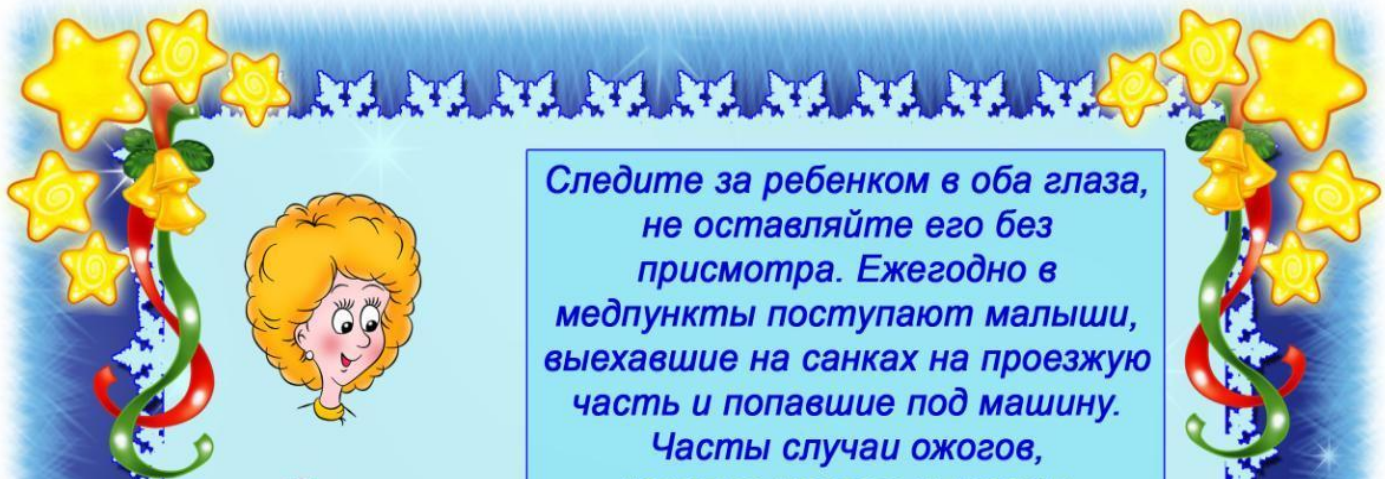 Следите за ребенком в оба глаза,
не оставляйте его без
присмотра. Ежегодно в
медпункты поступают малыши,
выехавшие на санках на проезжую
часть и попавшие под машину.
Часты случаи ожогов,